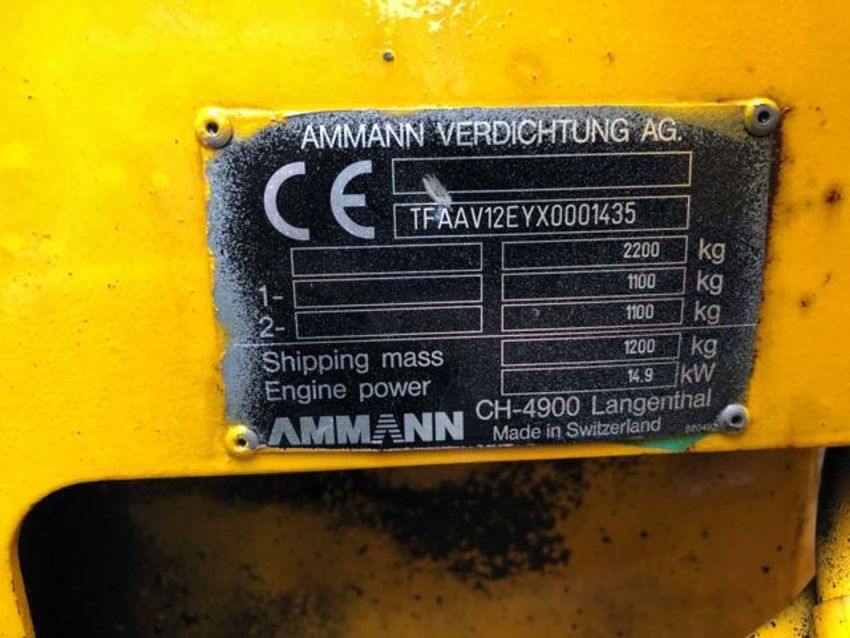 AMMANN VERDICHTUNG AG.
CE
TFAAV12EYX0001435
2200 kg
1- 1100 kg
2- 1100 kg
Shipping mass 1200 kg
Engine power 14.9 kW
AMMANN CH-4900 Langenthal
Made in Switzerland